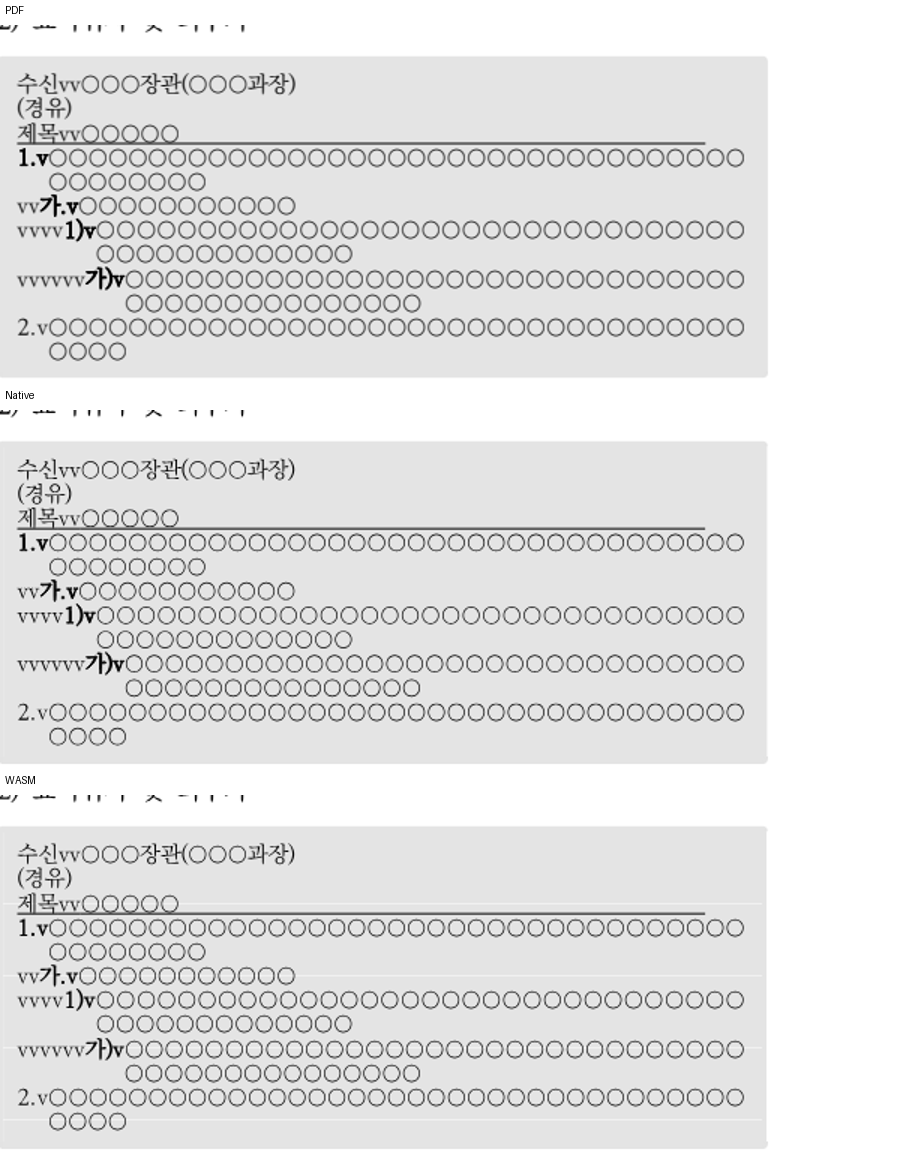 PDF
수신vv○○○장관(○○○과장)
(경유)
제목vv○○○○○
1.v○○○○○○○○○○○○○○○○○○○○○○○○○○○○○○○○○○○
○○○○○○○○
vv가.v○○○○○○○○○○○
vvvv1)v○○○○○○○○○○○○○○○○○○○○○○○○○○○○○○○○○
○○○○○○○○○○○○○
vvvvvv가)v○○○○○○○○○○○○○○○○○○○○○○○○○○○○○○○○
○○○○○○○○○○○○○○○
2.v○○○○○○○○○○○○○○○○○○○○○○○○○○○○○○○○○○○
○○○○
Native
수신vv○○○장관(○○○과장)
(경유)
제목vv○○○○○
1.v○○○○○○○○○○○○○○○○○○○○○○○○○○○○○○○○○○○
○○○○○○○○
vv가.v○○○○○○○○○○○
vvvv1)v○○○○○○○○○○○○○○○○○○○○○○○○○○○○○○○○○
○○○○○○○○○○○○○
vvvvvv가)v○○○○○○○○○○○○○○○○○○○○○○○○○○○○○○○○
○○○○○○○○○○○○○○○
2.v○○○○○○○○○○○○○○○○○○○○○○○○○○○○○○○○○○○
○○○○
WASM
수신vv○○○장관(○○○과장)
(경유)
제목vv○○○○○
1.v○○○○○○○○○○○○○○○○○○○○○○○○○○○○○○○○○○○
○○○○○○○○
vv가.v○○○○○○○○○○○
vvvv1)v○○○○○○○○○○○○○○○○○○○○○○○○○○○○○○○○○
○○○○○○○○○○○○○
vvvvvv가)v○○○○○○○○○○○○○○○○○○○○○○○○○○○○○○○○
○○○○○○○○○○○○○○○
2.v○○○○○○○○○○○○○○○○○○○○○○○○○○○○○○○○○○○
○○○○